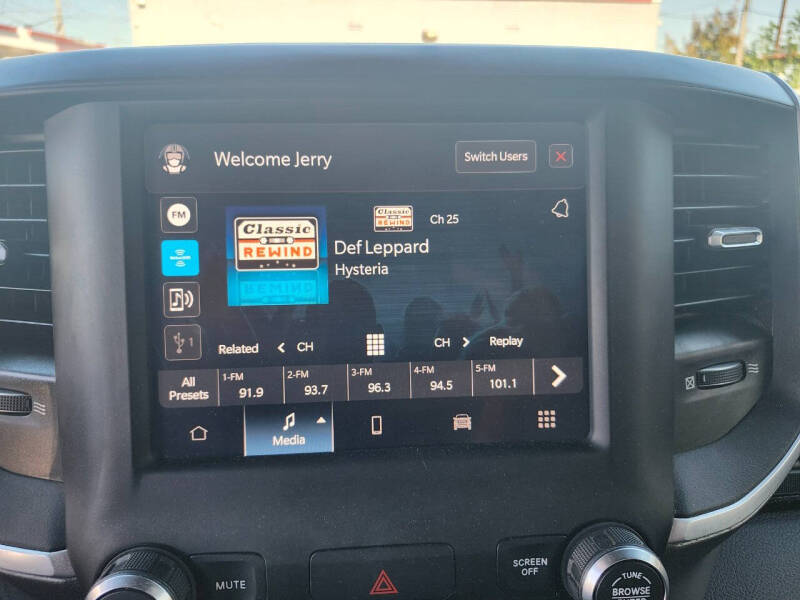 Welcome Jerry
Switch Users
FM
Classic
REWIND
Classic
REWIND
Ch 25
Def Leppard
Hysteria
1
Related
CH
CH
Replay
All
Presets
1-FM
91.9
2-FM
93.7
3-FM
96.3
4-FM
94.5
5-FM
101.1
Media
MUTE
SCREEN
OFF
TUNE
BROWSE